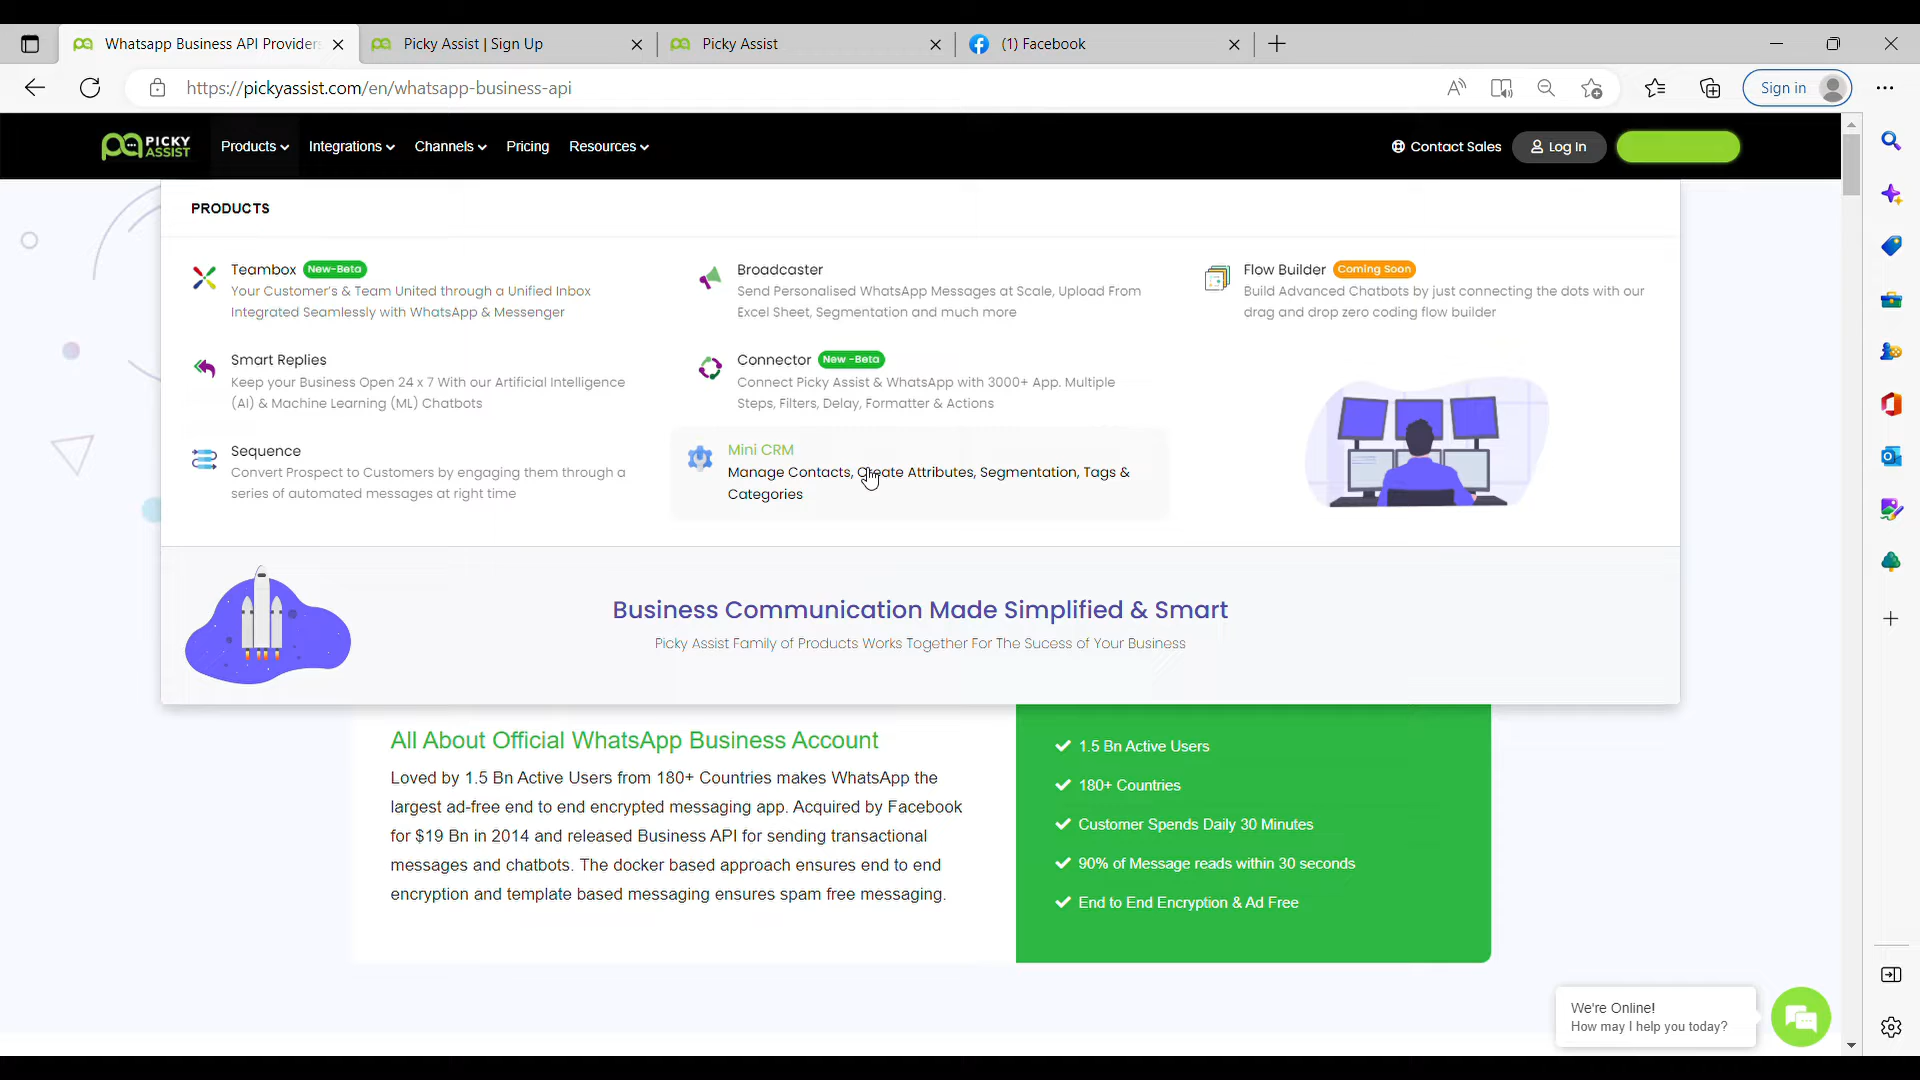 Whatsapp Business API Provider
Picky Assist | Sign Up
Picky Assist
(1) Facebook
https://pickyassist.com/en/whatsapp-business-api
Sign in
PICKY
ASSIST
Products
Integrations
Channels
Pricing
Resources
Contact Sales
Log In
PRODUCTS
Teambox New-Beta
Your Customer's & Team United through a Unified Inbox
Integrated Seamlessly with WhatsApp & Messenger
Broadcaster
Send Personalised WhatsApp Messages at Scale, Upload From
Excel Sheet, Segmentation and much more
Flow Builder Coming Soon
Build Advanced Chatbots by just connecting the dots with our
drag and drop zero coding flow builder
Smart Replies
Keep your Business Open 24 x 7 With our Artificial Intelligence
(AI) & Machine Learning (ML) Chatbots
Connector New -Beta
Connect Picky Assist & WhatsApp with 3000+ App. Multiple
Steps, Filters, Delay, Formatter & Actions
Sequence
Convert Prospect to Customers by engaging them through a
series of automated messages at right time
Mini CRM
Manage Contacts, Create Attributes, Segmentation, Tags &
Categories
Business Communication Made Simplified & Smart
Picky Assist Family of Products Works Together For The Sucess of Your Business
All About Official WhatsApp Business Account
Loved by 1.5 Bn Active Users from 180+ Countries makes WhatsApp the
largest ad-free end to end encrypted messaging app. Acquired by Facebook
for $19 Bn in 2014 and released Business API for sending transactional
messages and chatbots. The docker based approach ensures end to end
encryption and template based messaging ensures spam free messaging.
1.5 Bn Active Users
180+ Countries
Customer Spends Daily 30 Minutes
90% of Message reads within 30 seconds
End to End Encryption & Ad Free
We're Online!
How may I help you today?